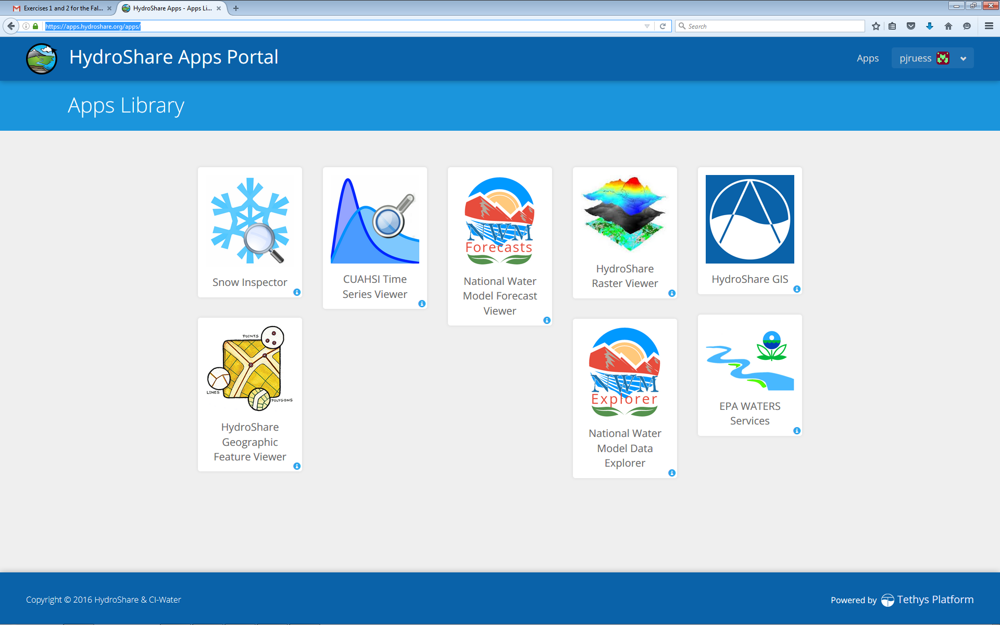 Exercises 1 and 2 for the Fal...
HydroShare Apps - Apps Li...
https://apps.hydroshare.org/apps/
Search
HydroShare Apps Portal
Apps
pjruess
Apps Library
Snow Inspector
CUAHSI Time
Series Viewer
NWM
Forecasts
National Water
Model Forecast
Viewer
HydroShare
Raster Viewer
HydroShare GIS
POINTS
LINES
POLYGONS
HydroShare
Geographic
Feature Viewer
NWM
Explorer
National Water
Model Data
Explorer
EPA WATERS
Services
Copyright © 2016 HydroShare & CI-Water
Powered by Tethys Platform